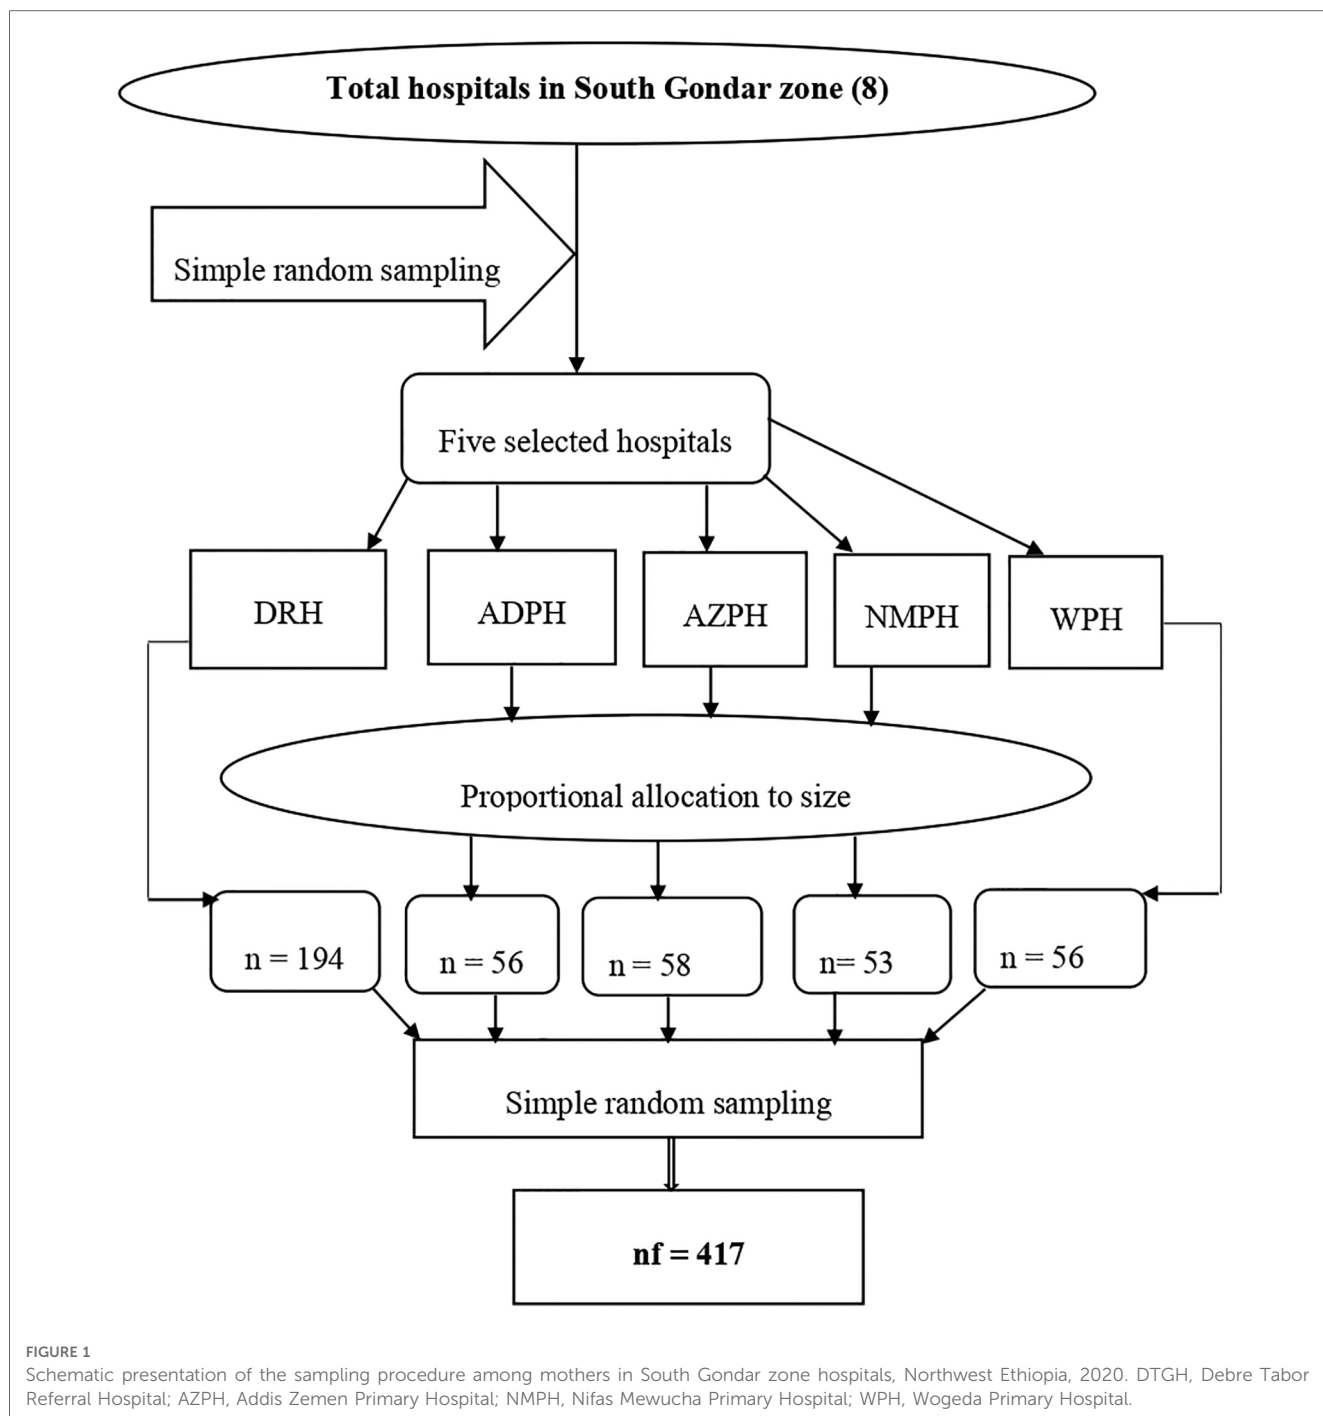 Total hospitals in South Gondar zone (8)
Simple random sampling
Five selected hospitals
DRH
ADPH
AZPH
NMPH
WPH
Proportional allocation to size
n = 194
n = 56
n = 58
n= 53
n = 56
Simple random sampling
nf = 417
FIGURE 1
Schematic presentation of the sampling procedure among mothers in South Gondar zone hospitals, Northwest Ethiopia, 2020. DTGH, Debre Tabor
Referral Hospital; AZPH, Addis Zemen Primary Hospital; NMPH, Nifas Mewucha Primary Hospital; WPH, Wogeda Primary Hospital.